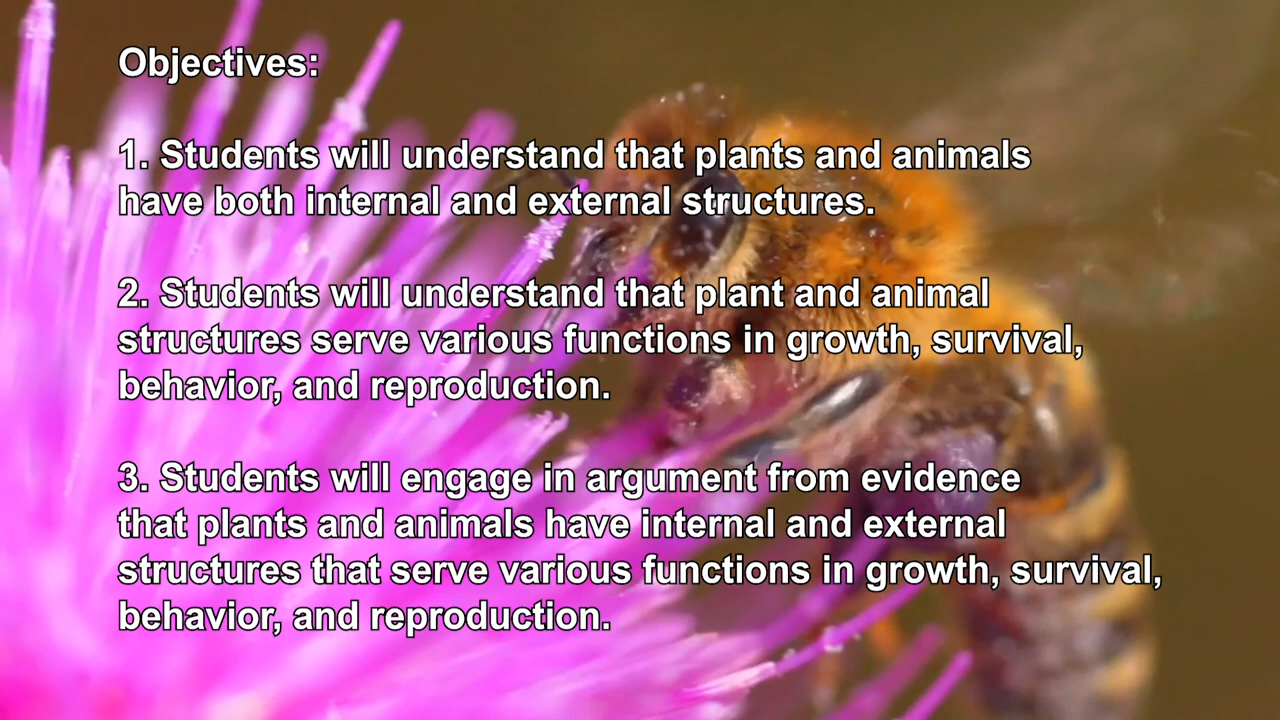 Objectives:
1. Students will understand that plants and animals
have both internal and external structures.
2. Students will understand that plant and animal
structures serve various functions in growth, survival,
behavior, and reproduction.
3. Students will engage in argument from evidence
that plants and animals have internal and external
structures that serve various functions in growth, survival,
behavior, and reproduction.